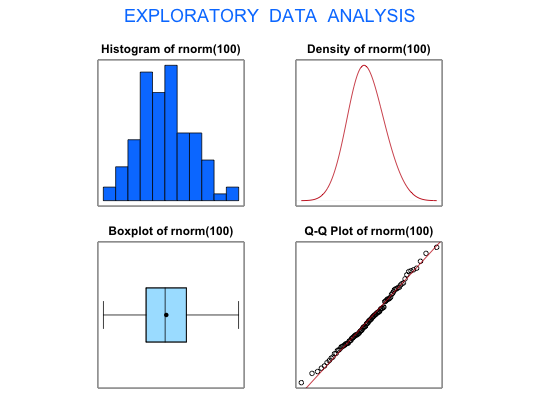 EXPLORATORY DATA ANALYSIS
Histogram of rnorm(100)
Density of rnorm(100)
Boxplot of rnorm(100)
Q-Q Plot of rnorm(100)